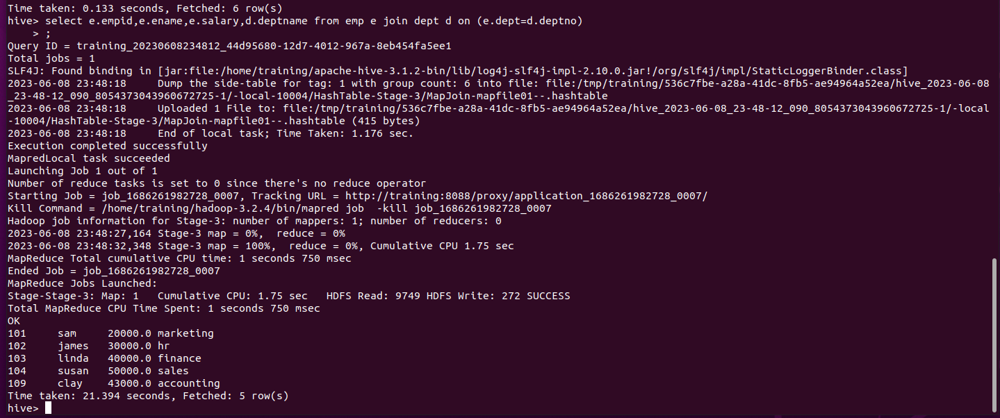 Time taken: 0.133 seconds, Fetched: 6 row(s)
hive> select e.empid,e.ename,e.salary,d.deptname from emp e join dept d on (e.dept=d.deptno)
    > ;
Query ID = training_20230608234812_44d95680-12d7-4012-967a-8eb454fa5ee1
Total jobs = 1
SLF4J: Found binding in [jar:file:/home/training/apache-hive-3.1.2-bin/lib/log4j-slf4j-impl-2.10.0.jar!/org/slf4j/impl/StaticLoggerBinder.class]
2023-06-08 23:48:18     Dump the side-table for tag: 1 with group count: 6 into file: file:/tmp/training/536c7fbe-a28a-41dc-8fb5-ae94964a52ea/hive_2023-06-08
_23-48-12_090_8054373043960672725-1/-local-10004/HashTable-Stage-3/MapJoin-mapfile01--.hashtable
2023-06-08 23:48:18     Uploaded 1 File to: file:/tmp/training/536c7fbe-a28a-41dc-8fb5-ae94964a52ea/hive_2023-06-08_23-48-12_090_8054373043960672725-1/-local
-10004/HashTable-Stage-3/MapJoin-mapfile01--.hashtable (415 bytes)
2023-06-08 23:48:18     End of local task; Time Taken: 1.176 sec.
Execution completed successfully
MapredLocal task succeeded
Launching Job 1 out of 1
Number of reduce tasks is set to 0 since there's no reduce operator
Starting Job = job_1686261982728_0007, Tracking URL = http://training:8088/proxy/application_1686261982728_0007/
Kill Command = /home/training/hadoop-3.2.4/bin/mapred job  -kill job_1686261982728_0007
Hadoop job information for Stage-3: number of mappers: 1; number of reducers: 0
2023-06-08 23:48:27,164 Stage-3 map = 0%,  reduce = 0%
2023-06-08 23:48:32,348 Stage-3 map = 100%,  reduce = 0%, Cumulative CPU 1.75 sec
MapReduce Total cumulative CPU time: 1 seconds 750 msec
Ended Job = job_1686261982728_0007
MapReduce Jobs Launched:
Stage-Stage-3: Map: 1   Cumulative CPU: 1.75 sec   HDFS Read: 9749 HDFS Write: 272 SUCCESS
Total MapReduce CPU Time Spent: 1 seconds 750 msec
OK
101     sam     20000.0 marketing
102     james   30000.0 hr
103     linda   40000.0 finance
104     susan   50000.0 sales
109     clay    43000.0 accounting
Time taken: 21.394 seconds, Fetched: 5 row(s)
hive>